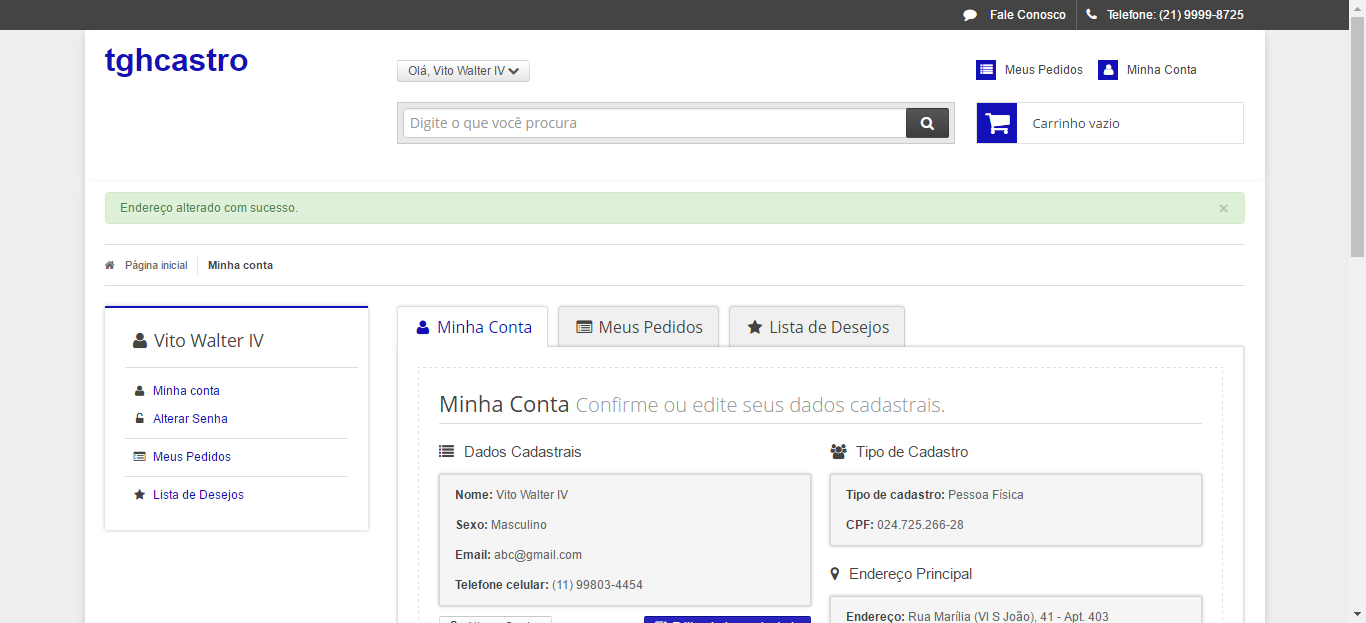 Fale Conosco
Telefone: (21) 9999-8725
tghcastro
Olá, Vito Walter IV
Meus Pedidos
Minha Conta
Digite o que você procura
Carrinho vazio
Endereço alterado com sucesso.
×
Página inicial
Minha conta
Vito Walter IV
Minha conta
Alterar Senha
Meus Pedidos
Lista de Desejos
Minha Conta
Meus Pedidos
Lista de Desejos
Minha Conta Confirme ou edite seus dados cadastrais.
Dados Cadastrais
Nome: Vito Walter IV
Sexo: Masculino
Email: abc@gmail.com
Telefone celular: (11) 99803-4454
Tipo de Cadastro
Tipo de cadastro: Pessoa Física
CPF: 024.725.266-28
Endereço Principal
Endereço: Rua Marília (Vl S João), 41 - Apt. 403